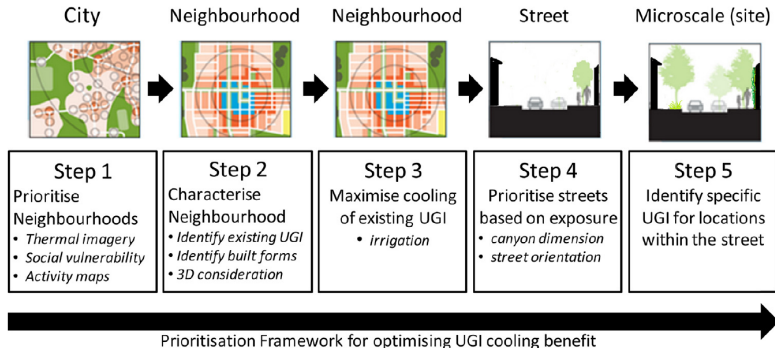 City
Neighbourhood
Neighbourhood
Street
Microscale (site)
Step 1
Prioritise
Neighbourhoods
• Thermal imagery
• Social vulnerability
• Activity maps
Step 2
Characterise
Neighbourhood
• Identify existing UGI
• Identify built forms
• 3D consideration
Step 3
Maximise cooling
of existing UGI
• irrigation
Step 4
Prioritise streets
based on exposure
• canyon dimension
• street orientation
Step 5
Identify specific
UGI for locations
within the street
Prioritisation Framework for optimising UGI cooling benefit